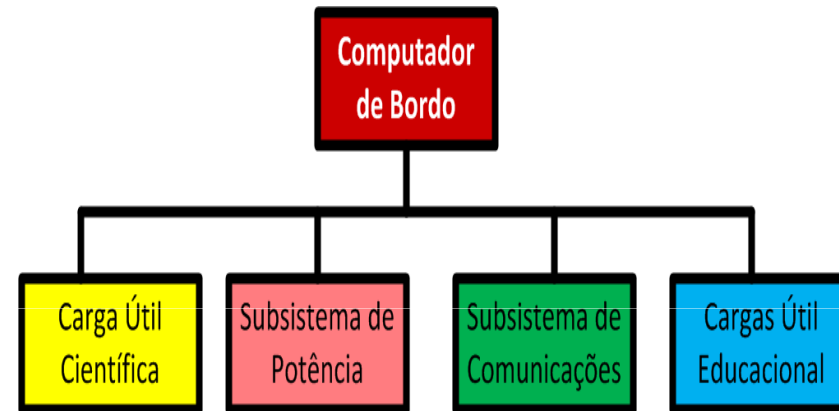 Computador
de Bordo
Carga Útil
Científica
Subsistema de
Potência
Subsistema de
Comunicações
Cargas Útil
Educacional